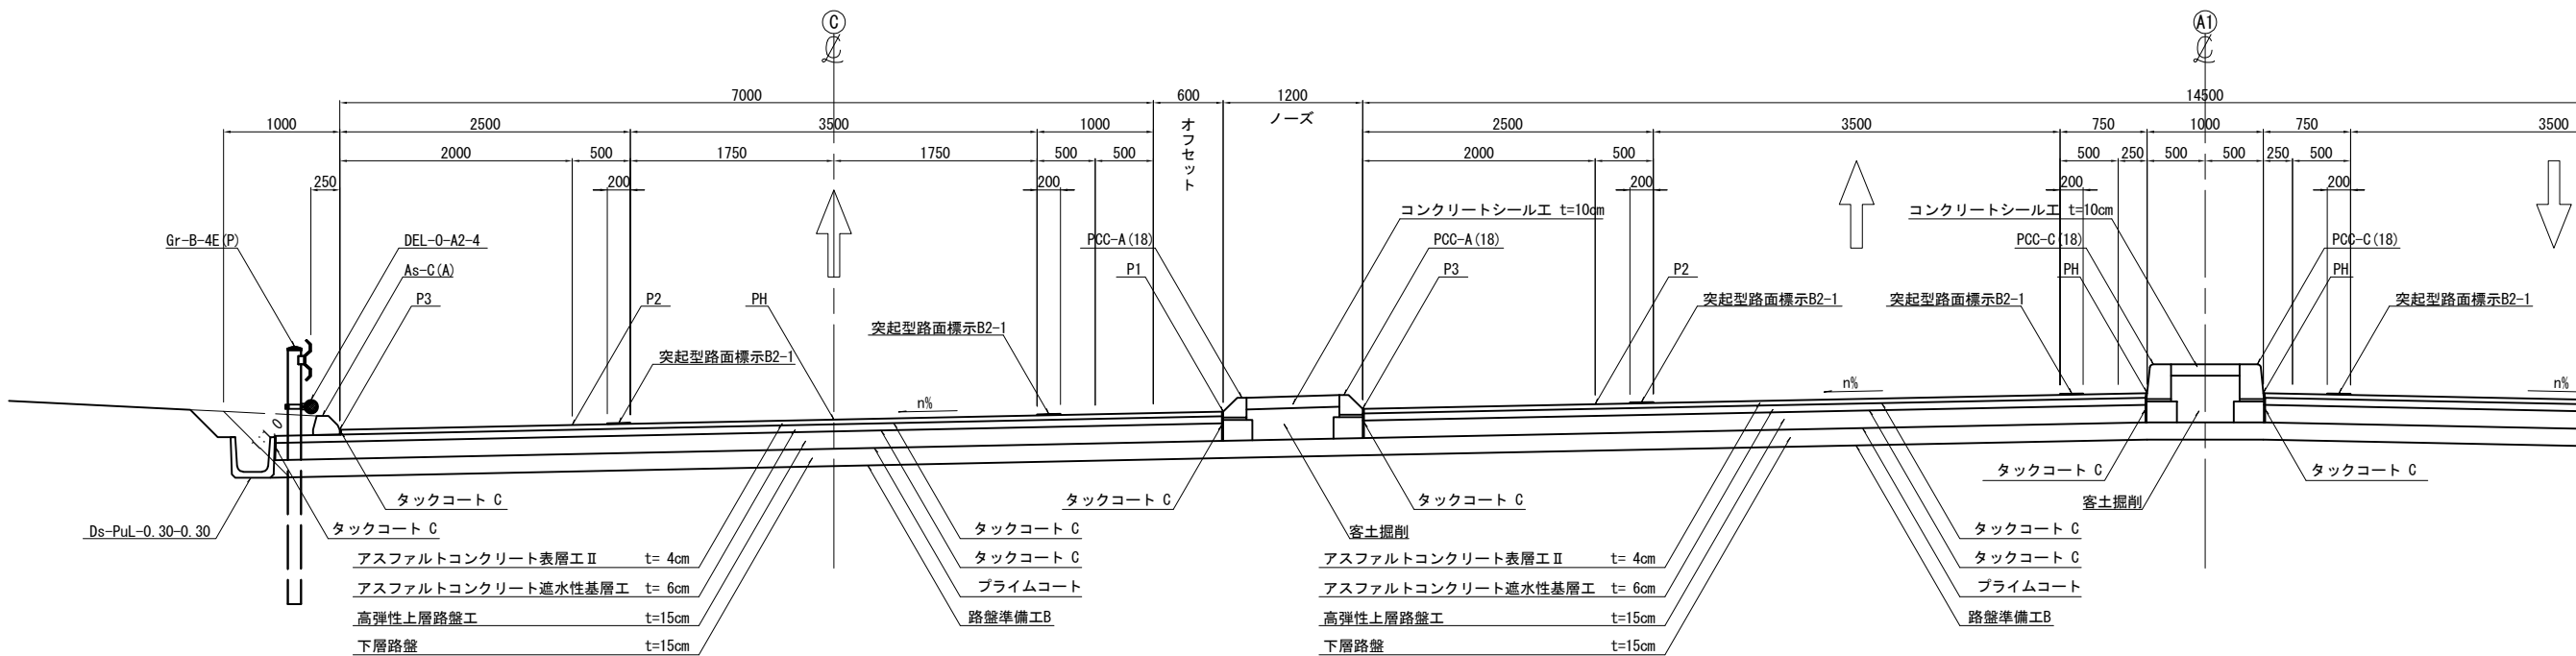 C
A1
7000
600
1200
14500
1000
2500
3500
1000
オフセット
ノーズ
2500
3500
750
1000
750
3500
2000
500
1750
1750
500
500
2000
500
500
250
500
500
250
500
250
200
200
200
200
200
コンクリートシール工 t=10cm
コンクリートシール工 t=10cm
Gr-B-4E(P)
DEL-O-A2-4
PCC-A(18)
PCC-A(18)
PCC-C(18)
PCC-C(18)
As-C(A)
P1
P3
P2
PH
PH
P3
P2
PH
突起型路面標示B2-1
突起型路面標示B2-1
突起型路面標示B2-1
突起型路面標示B2-1
突起型路面標示B2-1
n%
n%
n%
1:1.0
タックコート C
タックコート C
タックコート C
タックコート C
タックコート C
客土掘削
Ds-PuL-0.30-0.30
タックコート C
タックコート C
客土掘削
タックコート C
アスファルトコンクリート表層工Ⅱ t= 4cm
タックコート C
アスファルトコンクリート表層工Ⅱ t= 4cm
タックコート C
アスファルトコンクリート遮水性基層工 t= 6cm
プライムコート
アスファルトコンクリート遮水性基層工 t= 6cm
プライムコート
高弾性上層路盤工 t=15cm
路盤準備工B
高弾性上層路盤工 t=15cm
路盤準備工B
下層路盤 t=15cm
下層路盤 t=15cm